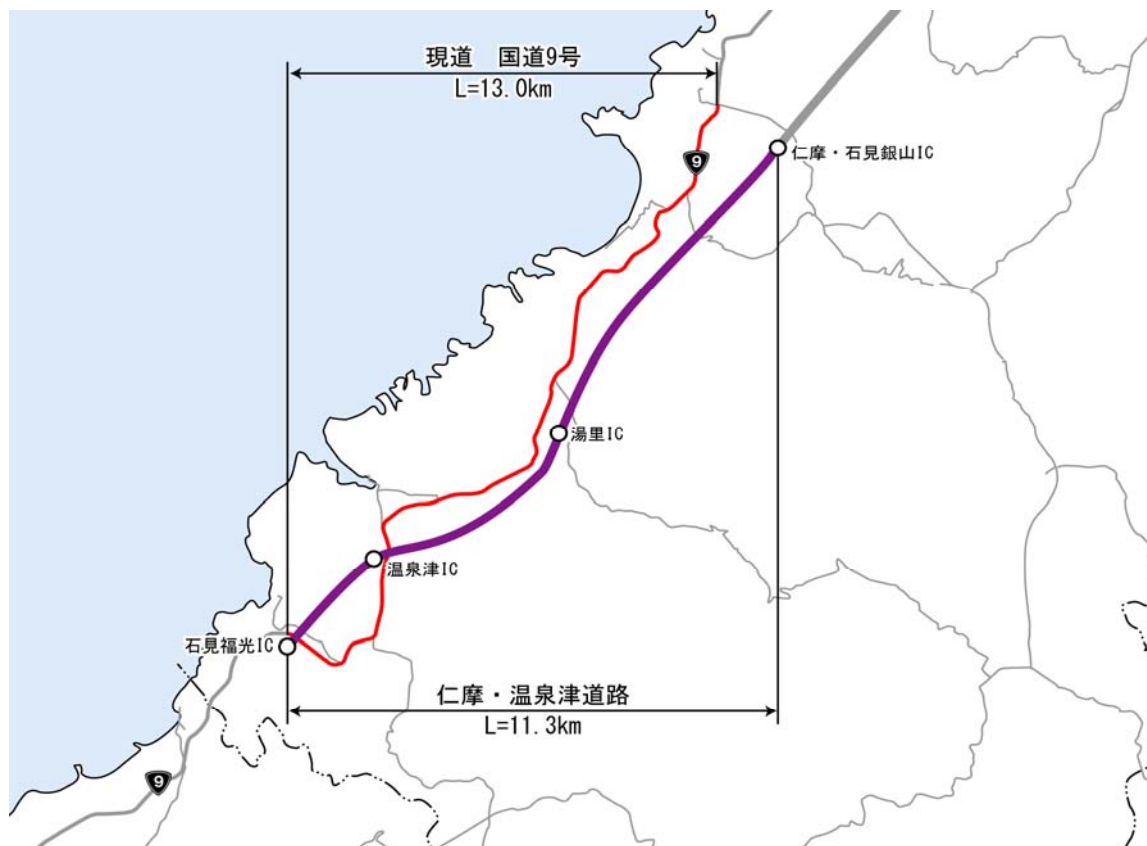 現道　国道9号
L=13.0km
仁摩・石見銀山IC
9
湯里IC
温泉津IC
石見福光IC
仁摩・温泉津道路
L=11.3km
9